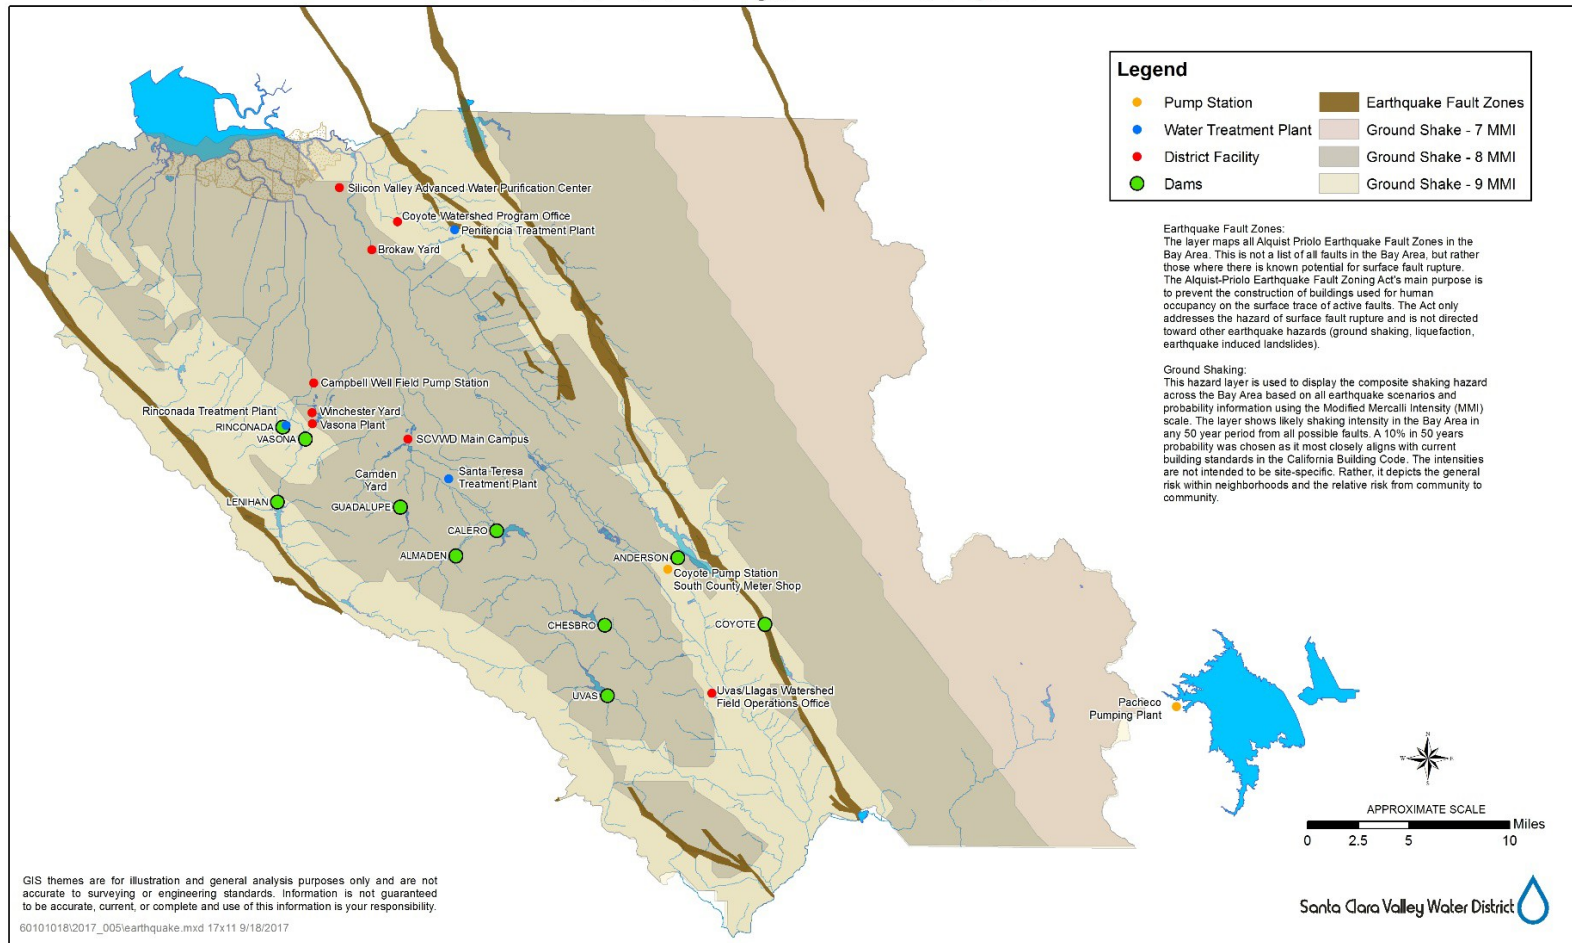 Legend
Pump Station
Water Treatment Plant
District Facility
Dams
Earthquake Fault Zones
Ground Shake - 7 MMI
Ground Shake - 8 MMI
Ground Shake - 9 MMI
Earthquake Fault Zones:
The layer maps all Alquist Priolo Earthquake Fault Zones in the
Bay Area. This is not a list of all faults in the Bay Area, but rather
those where there is known potential for surface fault rupture.
The Alquist-Priolo Earthquake Fault Zoning Act's main purpose is
to prevent the construction of buildings used for human
occupancy on the surface trace of active faults. The Act only
addresses the hazard of surface fault rupture and is not directed
toward other earthquake hazards (ground shaking, liquefaction,
earthquake induced landslides).
Ground Shaking:
This hazard layer is used to display the composite shaking hazard
across the Bay Area based on all earthquake scenarios and
probability information using the Modified Mercalli Intensity (MMI)
scale. The layer shows likely shaking intensity in the Bay Area in
any 50 year period from all possible faults. A 10% in 50 years
probability was chosen as it most closely aligns with current
building standards in the California Building Code. The intensities
are not intended to be site-specific. Rather, it depicts the general
risk within neighborhoods and the relative risk from community to
community.
Silicon Valley Advanced Water Purification Center
Coyote Watershed Program Office
Penitencia Treatment Plant
Brokaw Yard
Campbell Well Field Pump Station
Rinconada Treatment Plant
Winchester Yard
RINCONADA
Vasona Plant
VASONA
SCVWD Main Campus
Camden
Yard
Santa Teresa
Treatment Plant
LENIHAN
GUADALUPE
CALERO
ALMADEN
ANDERSON
Coyote Pump Station
South County Meter Shop
CHESBRO
COYOTE
UVAS
Uvas/Llagas Watershed
Field Operations Office
Pacheco
Pumping Plant
N
W
E
S
APPROXIMATE SCALE
Miles
0 2.5 5 10
GIS themes are for illustration and general analysis purposes only and are not
accurate to surveying or engineering standards. Information is not guaranteed
to be accurate, current, or complete and use of this information is your responsibility.
60101018\2017_005\earthquake.mxd 17x11 9/18/2017
Santa Clara Valley Water District